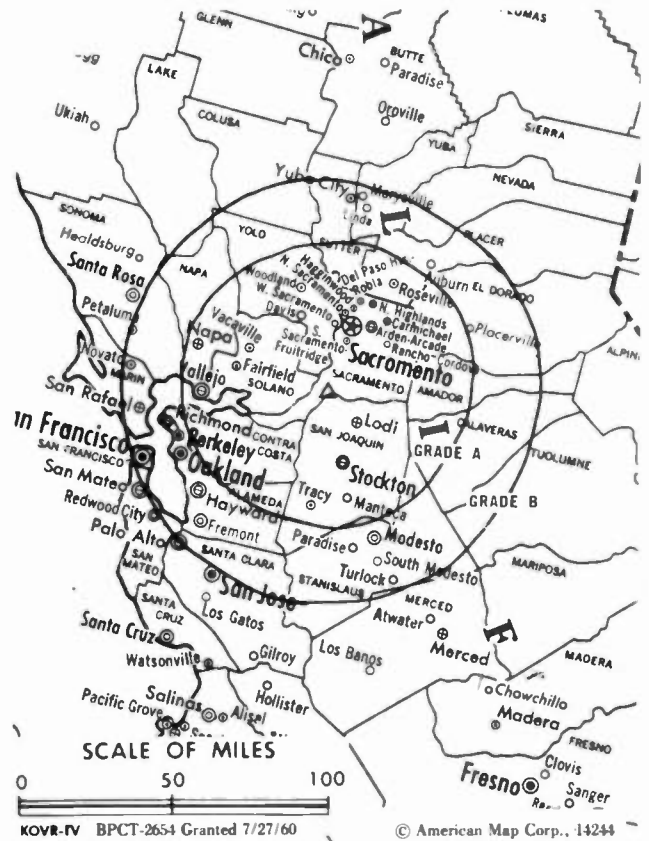 GLENN
Chico
BUTTE
Paradise
A
LAKE
Oroville
Ukiah
COLUSA
YUBA
SIERRA
NEVADA
Yuba City
Marysville
Linda
L
PLACER
SONOMA
YOLO
SUTTER
Healdsburg
NAPA
Auburn
EL DORADO
Santa Rosa
Del Paso Hts
Robla
Hagginwood
N. Sacramento
Woodland
Roseville
W. Sacramento
N. Highlands
Davis
Carmichael
Petaluma
Arden-Arcade
Placerville
Napa
Vacaville
S. Sacramento-
Fruitridge
Rancho-Cordova
Sacramento
ALPINE
Novato
MARIN
Fairfield
SOLANO
Vallejo
SACRAMENTO
AMADOR
San Rafael
Richmond
CONTRA
COSTA
Lodi
SAN
JOAQUIN
I
CALAVERAS
an Francisco
SAN FRANCISCO
Berkeley
Oakland
GRADE A
TUOLUMNE
Stockton
San Mateo
ALAMEDA
Hayward
Tracy
Manteca
GRADE B
Redwood City
Fremont
Palo Alto
Paradise
Modesto
SAN
MATEO
SANTA CLARA
South Modesto
Turlock
STANISLAUS
MARIPOSA
San Jose
SANTA
CRUZ
Los Gatos
MERCED
Atwater
F
Santa Cruz
Merced
Watsonville
Gilroy
Los Banos
MADERA
Hollister
Chowchilla
Salinas
Alisal
Pacific Grove
Madera
FRESNO
Clovis
Fresno
Sanger
SCALE OF MILES
0 50 100
KOVR-TV BPCT-2654 Granted 7/27/60
© American Map Corp., 14244